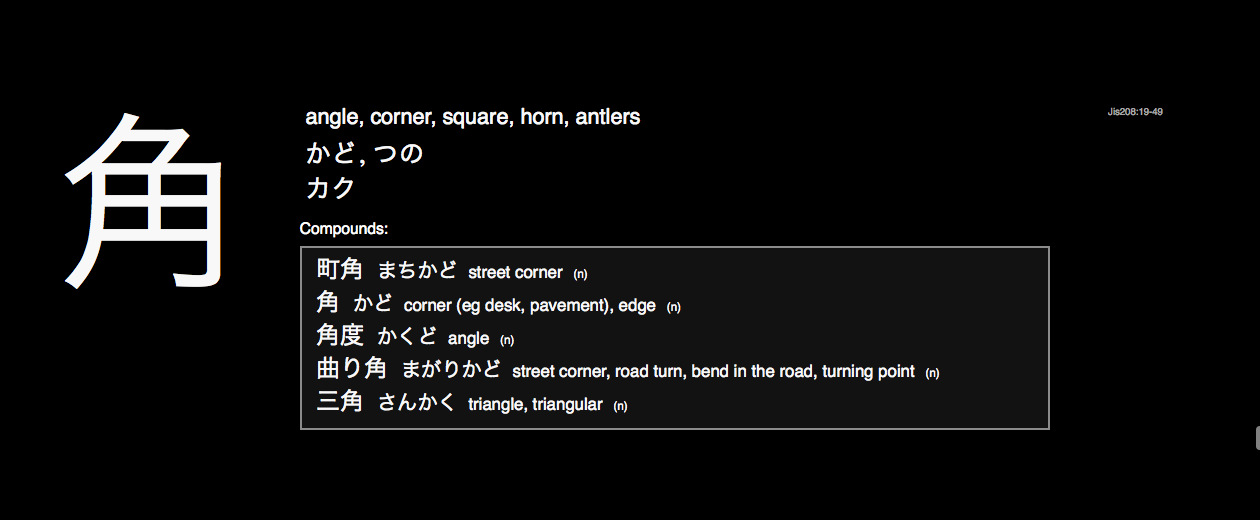 角
angle, corner, square, horn, antlers
Jis208:19-49
かど, つの
カク
Compounds:
町角 まちかど street corner (n)
角 かど corner (eg desk, pavement), edge (n)
角度 かくど angle (n)
曲り角 まがりかど street corner, road turn, bend in the road, turning point (n)
三角 さんかく triangle, triangular (n)